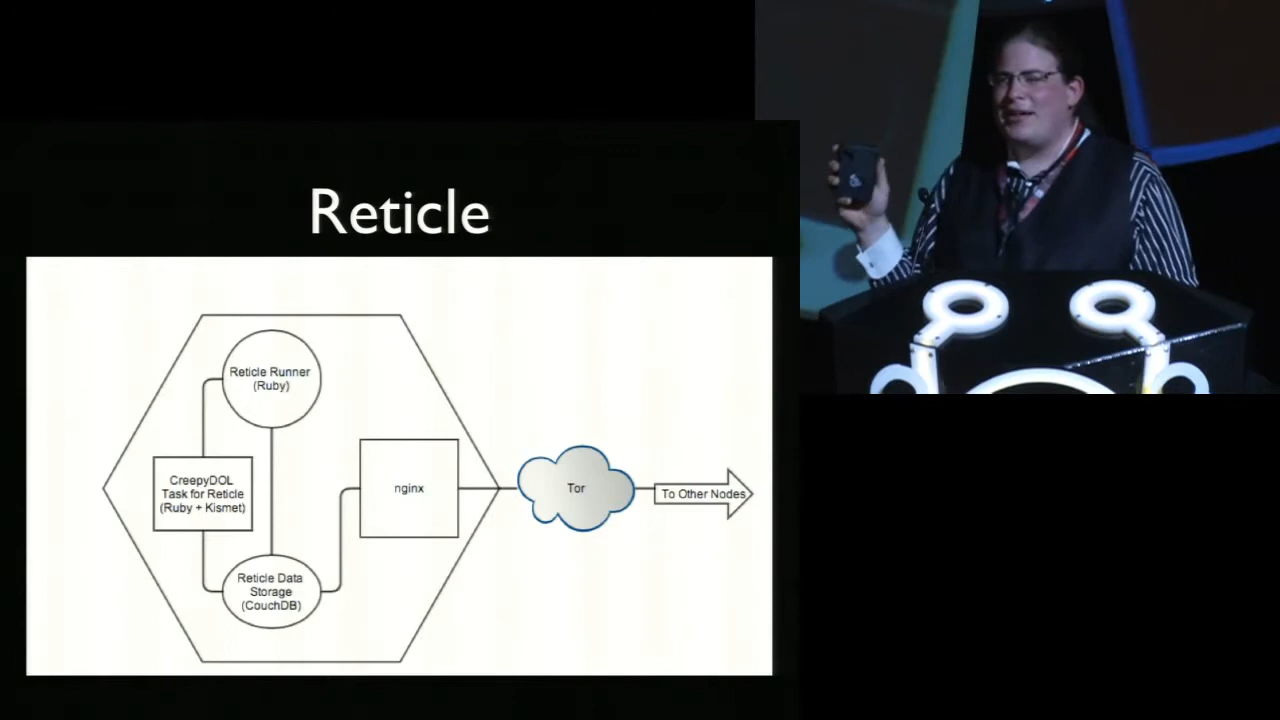 Reticle
Reticle Runner
(Ruby)
CreepyDOL
Task for Reticle
(Ruby + Kismet)
nginx
Tor
To Other Nodes
Reticle Data
Storage
(CouchDB)